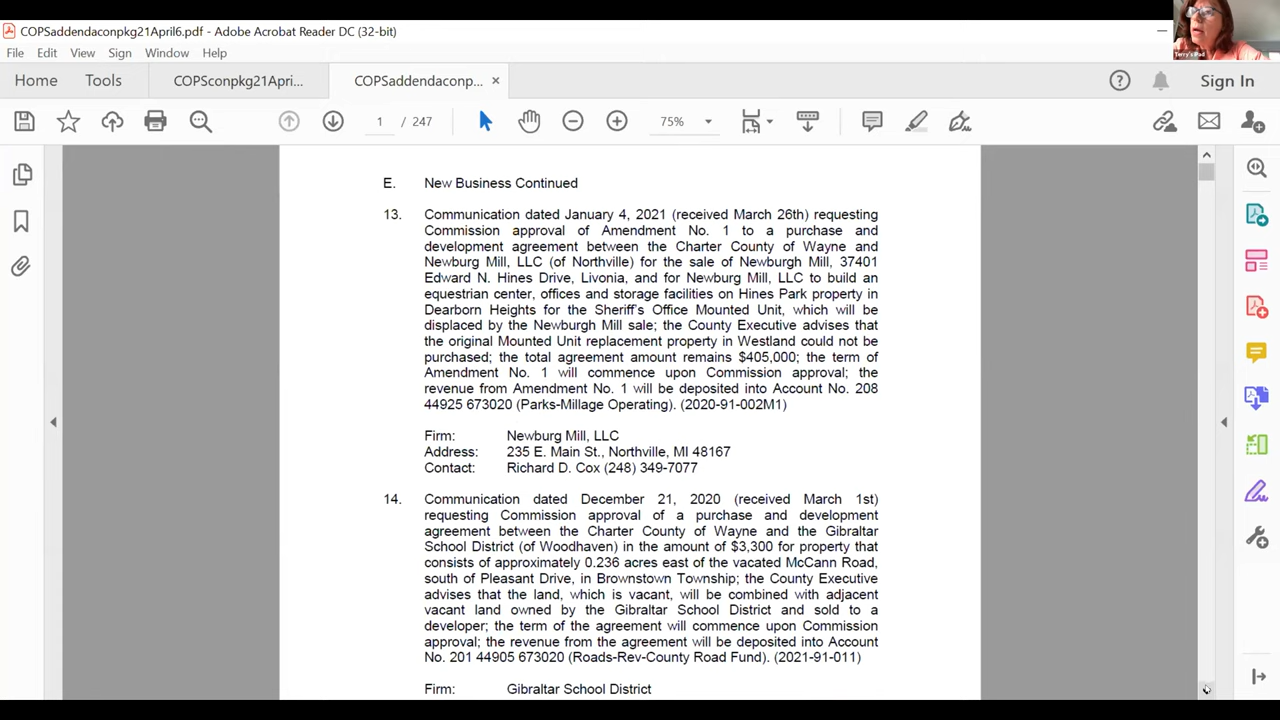 COPSaddendaconpkg21April6.pdf - Adobe Acrobat Reader DC (32-bit)
File Edit View Sign Window Help
Home Tools COPSconpkg21Apri... COPSaddendaconp... × Sign In
1 / 247 75%
Terry's iPad
E. New Business Continued
13. Communication dated January 4, 2021 (received March 26th) requesting
Commission approval of Amendment No. 1 to a purchase and
development agreement between the Charter County of Wayne and
Newburg Mill, LLC (of Northville) for the sale of Newburgh Mill, 37401
Edward N. Hines Drive, Livonia, and for Newburg Mill, LLC to build an
equestrian center, offices and storage facilities on Hines Park property in
Dearborn Heights for the Sheriff's Office Mounted Unit, which will be
displaced by the Newburgh Mill sale; the County Executive advises that
the original Mounted Unit replacement property in Westland could not be
purchased; the total agreement amount remains $405,000; the term of
Amendment No. 1 will commence upon Commission approval; the
revenue from Amendment No. 1 will be deposited into Account No. 208
44925 673020 (Parks-Millage Operating). (2020-91-002M1)
Firm: Newburg Mill, LLC
Address: 235 E. Main St., Northville, MI 48167
Contact: Richard D. Cox (248) 349-7077
14. Communication dated December 21, 2020 (received March 1st)
requesting Commission approval of a purchase and development
agreement between the Charter County of Wayne and the Gibraltar
School District (of Woodhaven) in the amount of $3,300 for property that
consists of approximately 0.236 acres east of the vacated McCann Road,
south of Pleasant Drive, in Brownstown Township; the County Executive
advises that the land, which is vacant, will be combined with adjacent
vacant land owned by the Gibraltar School District and sold to a
developer; the term of the agreement will commence upon Commission
approval; the revenue from the agreement will be deposited into Account
No. 201 44905 673020 (Roads-Rev-County Road Fund). (2021-91-011)
Firm: Gibraltar School District